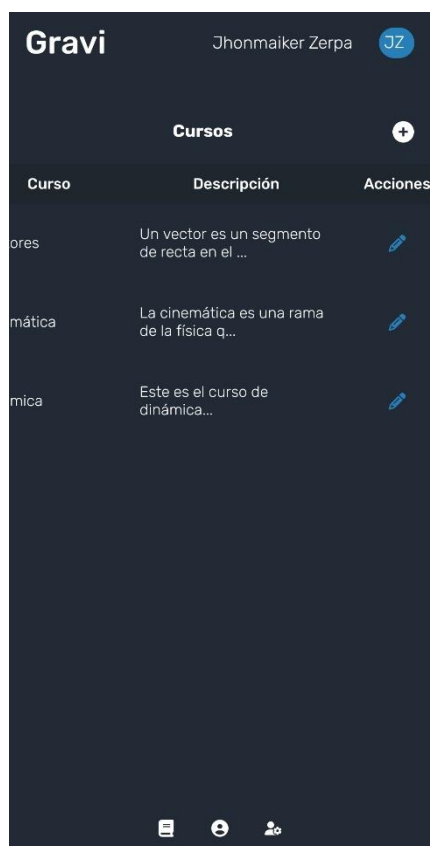 Gravi
Jhonmaiker Zerpa JZ
Cursos
Curso Descripción Acciones
ores Un vector es un segmento
de recta en el ...
mática La cinemática es una rama
de la física q...
mica Este es el curso de
dinámica...